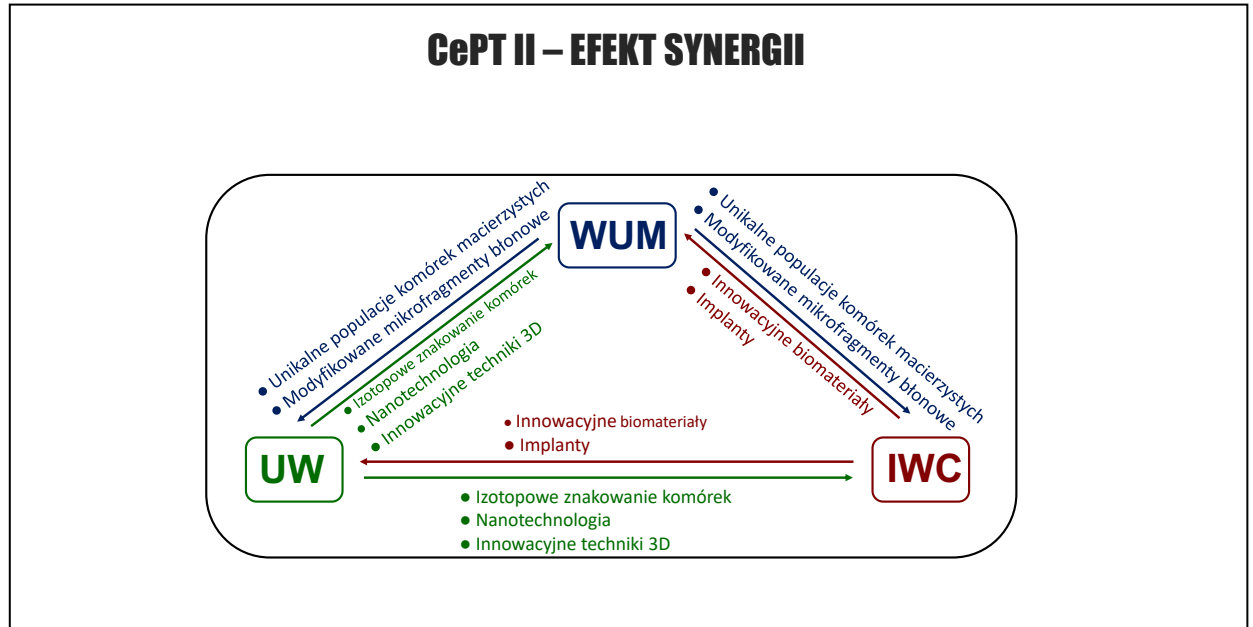 CePT II – EFEKT SYNERGII
WUM
● Unikalne populacje komórek macierzystych
● Modyfikowane mikrofragmenty błonowe
● Izotopowe znakowanie komórek
● Nanotechnologia
● Innowacyjne techniki 3D
● Unikalne populacje komórek macierzystych
● Modyfikowane mikrofragmenty błonowe
● Innowacyjne biomateriały
● Implanty
● Innowacyjne biomateriały
● Implanty
UW
IWC
● Izotopowe znakowanie komórek
● Nanotechnologia
● Innowacyjne techniki 3D